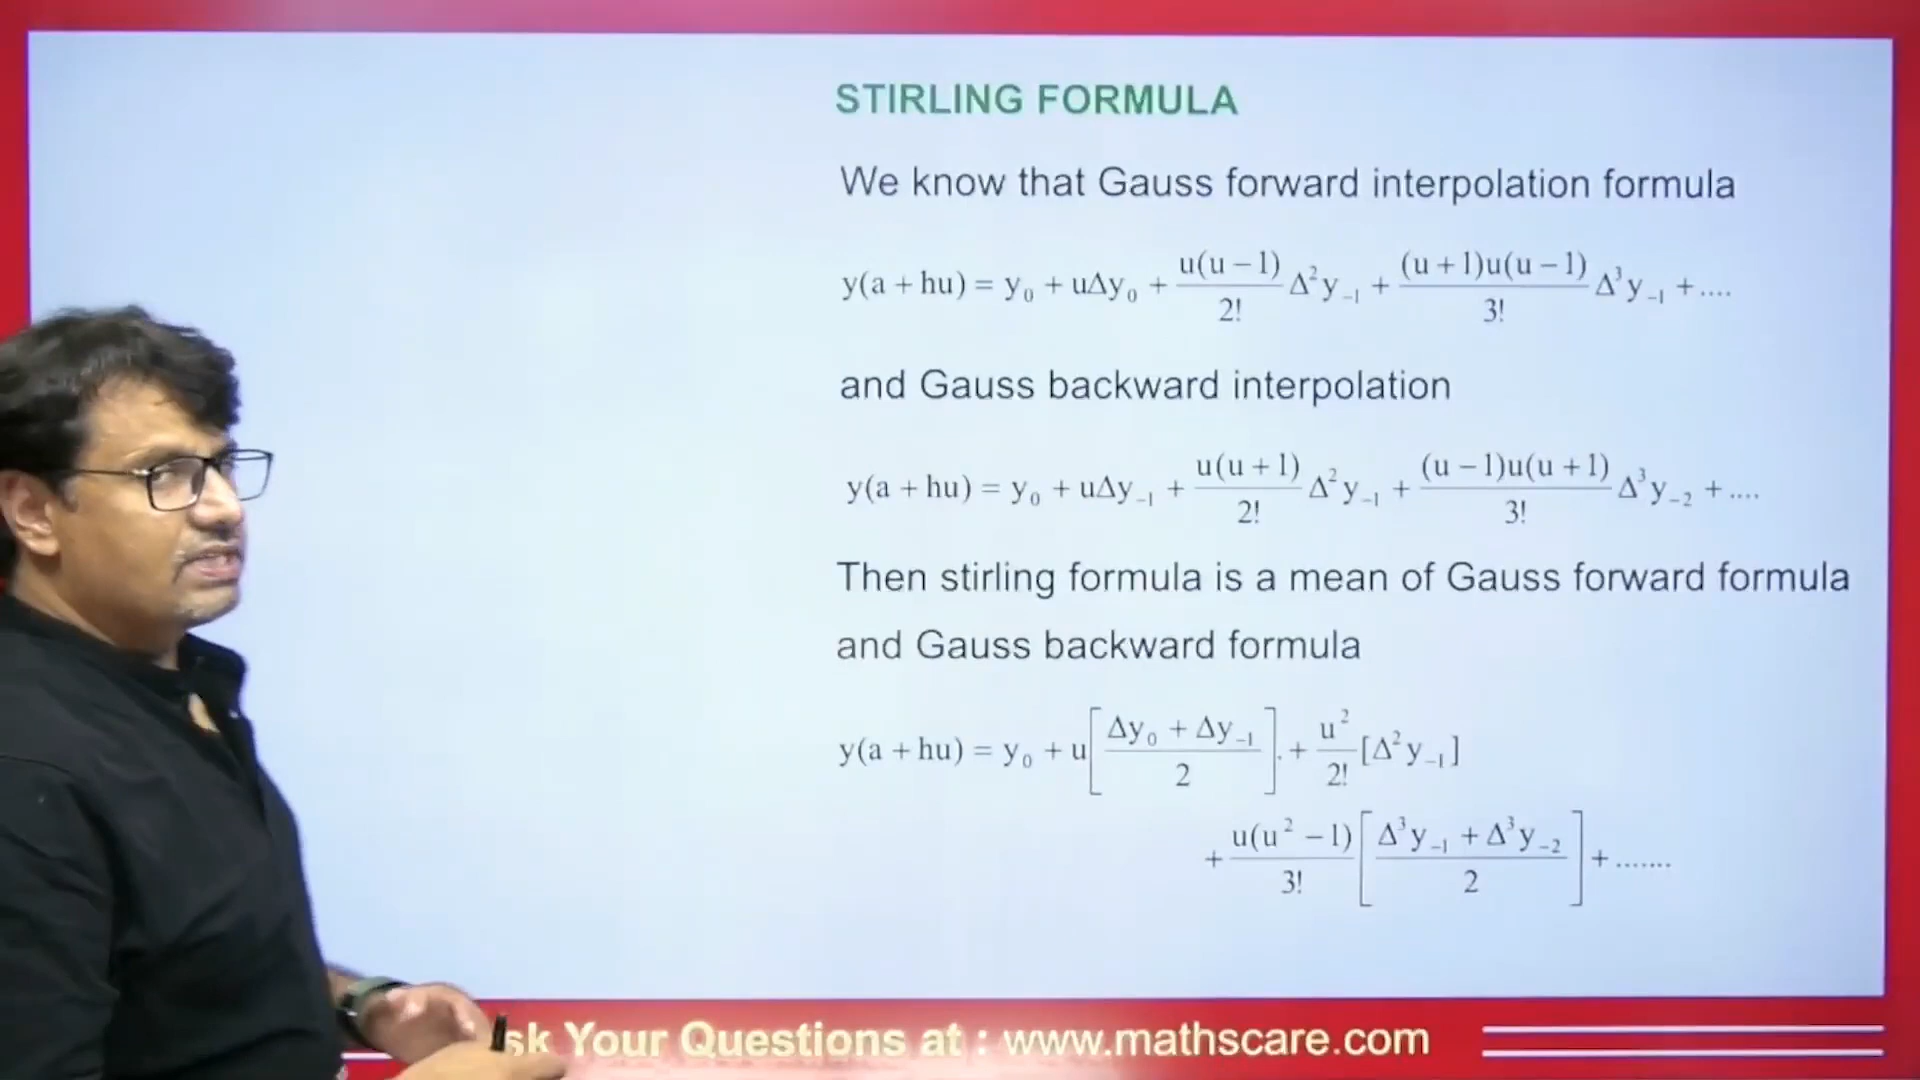 STIRLING FORMULA
We know that Gauss forward interpolation formula
y(a + hu) = y₀ + uΔy₀ + u(u − 1)/2! Δ²y₋₁ + (u + 1)u(u − 1)/3! Δ³y₋₁ + ....
and Gauss backward interpolation
y(a + hu) = y₀ + uΔy₋₁ + u(u + 1)/2! Δ²y₋₁ + (u − 1)u(u + 1)/3! Δ³y₋₂ + ....
Then stirling formula is a mean of Gauss forward formula
and Gauss backward formula
y(a + hu) = y₀ + u[(Δy₀ + Δy₋₁)/2]. + u²/2! [Δ²y₋₁]
+ u(u² − 1)/3! [(Δ³y₋₁ + Δ³y₋₂)/2] + .......
sk Your Questions at : www.mathscare.com